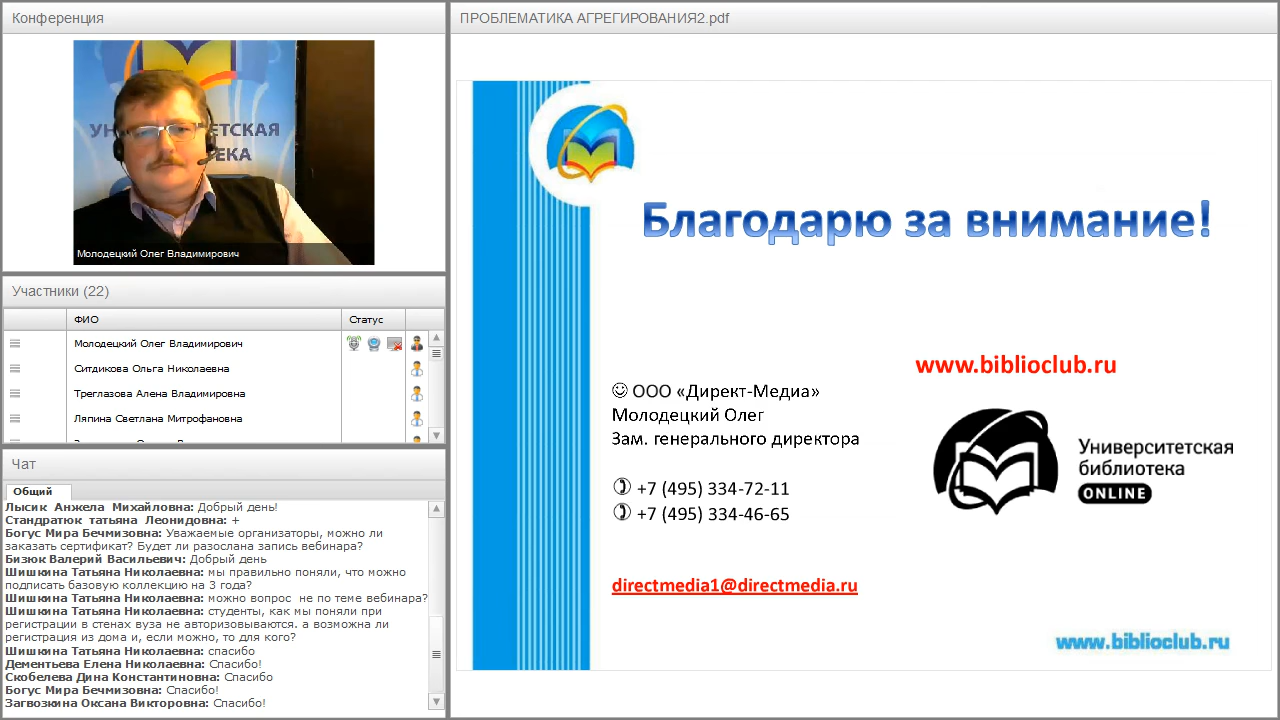 Конференция
УН
ЕТСКАЯ
ЕКА
Молодецкий Олег Владимирович
Участники (22)
ФИО
Статус
Молодецкий Олег Владимирович
Ситдикова Ольга Николаевна
Треглазова Алена Владимировна
Ляпина Светлана Митрофановна
Чат
Общий
Лысик Анжела Михайловна: Добрый день!
Стандратюк татьяна Леонидовна: +
Богус Мира Бечмизовна: Уважаемые организаторы, можно ли
заказать сертификат? Будет ли разослана запись вебинара?
Бизюк Валерий Васильевич: Добрый день
Шишкина Татьяна Николаевна: мы правильно поняли, что можно
подписать базовую коллекцию на 3 года?
Шишкина Татьяна Николаевна: можно вопрос не по теме вебинара?
Шишкина Татьяна Николаевна: студенты, как мы поняли при
регистрации в стенах вуза не авторизовываются. а возможна ли
регистрация из дома и, если можно, то для кого?
Шишкина Татьяна Николаевна: спасибо
Дементьева Елена Николаевна: Спасибо!
Скобелева Дина Константиновна: Спасибо
Богус Мира Бечмизовна: Спасибо!
Загвозкина Оксана Викторовна: Спасибо!
ПРОБЛЕМАТИКА АГРЕГИРОВАНИЯ2.pdf
Благодарю за внимание!
www.biblioclub.ru
ООО «Директ-Медиа»
Молодецкий Олег
Зам. генерального директора
+7 (495) 334-72-11
+7 (495) 334-46-65
Университетская
библиотека
ONLINE
directmedia1@directmedia.ru
www.biblioclub.ru